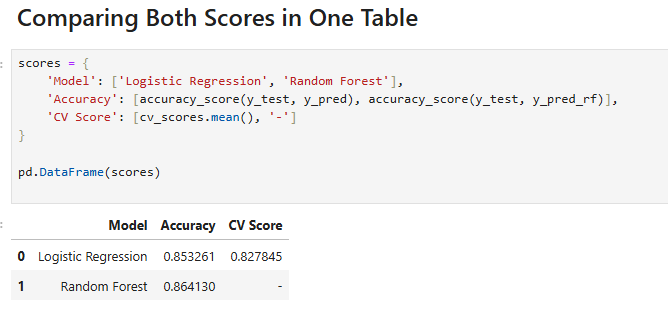 Comparing Both Scores in One Table
:
scores = {
    'Model': ['Logistic Regression', 'Random Forest'],
    'Accuracy': [accuracy_score(y_test, y_pred), accuracy_score(y_test, y_pred_rf)],
    'CV Score': [cv_scores.mean(), '-']
}

pd.DataFrame(scores)
:
Model Accuracy CV Score
0 Logistic Regression 0.853261 0.827845
1 Random Forest 0.864130 -